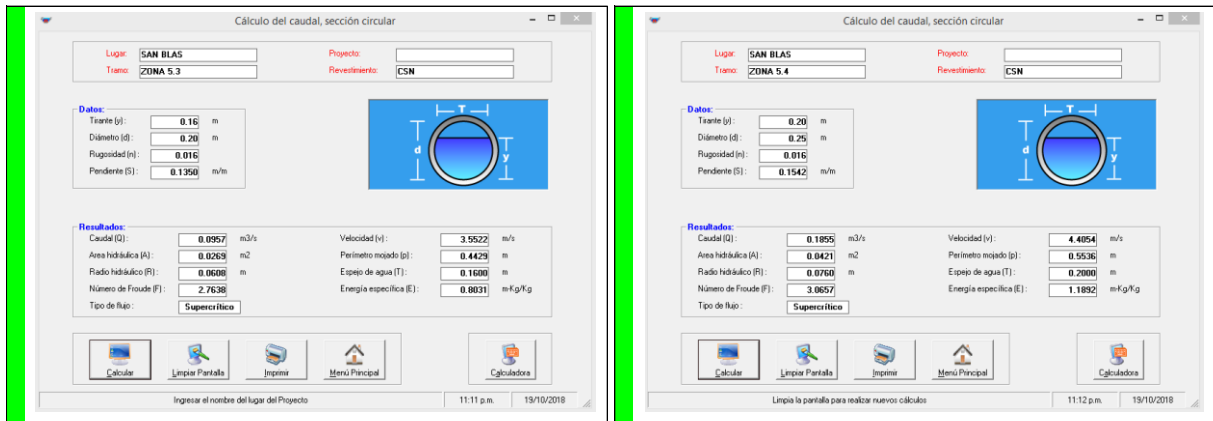 Cálculo del caudal, sección circular
Lugar: SAN BLAS Proyecto:
Tramo: ZONA 5.3 Revestimiento: CSN
Datos:
Tirante (y) : 0.16 m
Diámetro (d) : 0.20 m
Rugosidad (n) : 0.016
Pendiente (S) : 0.1350 m/m
T
d
y
Resultados:
Caudal (Q) : 0.0957 m3/s Velocidad (v) : 3.5522 m/s
Area hidráulica (A) : 0.0269 m2 Perímetro mojado (p) : 0.4429 m
Radio hidráulico (R) : 0.0608 m Espejo de agua (T) : 0.1600 m
Número de Froude (F) : 2.7638 Energía específica (E) : 0.8031 m-Kg/Kg
Tipo de flujo : Supercrítico
Calcular Limpiar Pantalla Imprimir Menú Principal Calculadora
Ingresar el nombre del lugar del Proyecto 11:11 p.m. 19/10/2018
Cálculo del caudal, sección circular
Lugar: SAN BLAS Proyecto:
Tramo: ZONA 5.4 Revestimiento: CSN
Datos:
Tirante (y) : 0.20 m
Diámetro (d) : 0.25 m
Rugosidad (n) : 0.016
Pendiente (S) : 0.1542 m/m
T
d
y
Resultados:
Caudal (Q) : 0.1855 m3/s Velocidad (v) : 4.4054 m/s
Area hidráulica (A) : 0.0421 m2 Perímetro mojado (p) : 0.5536 m
Radio hidráulico (R) : 0.0760 m Espejo de agua (T) : 0.2000 m
Número de Froude (F) : 3.0657 Energía específica (E) : 1.1892 m-Kg/Kg
Tipo de flujo : Supercrítico
Calcular Limpiar Pantalla Imprimir Menú Principal Calculadora
Limpia la pantalla para realizar nuevos cálculos 11:12 p.m. 19/10/2018